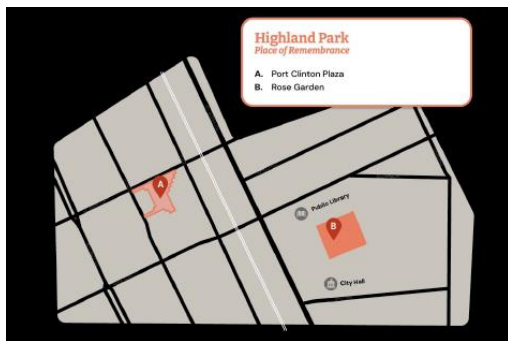 Highland Park
Place of Remembrance
A. Port Clinton Plaza
B. Rose Garden
A
Public Library
B
City Hall